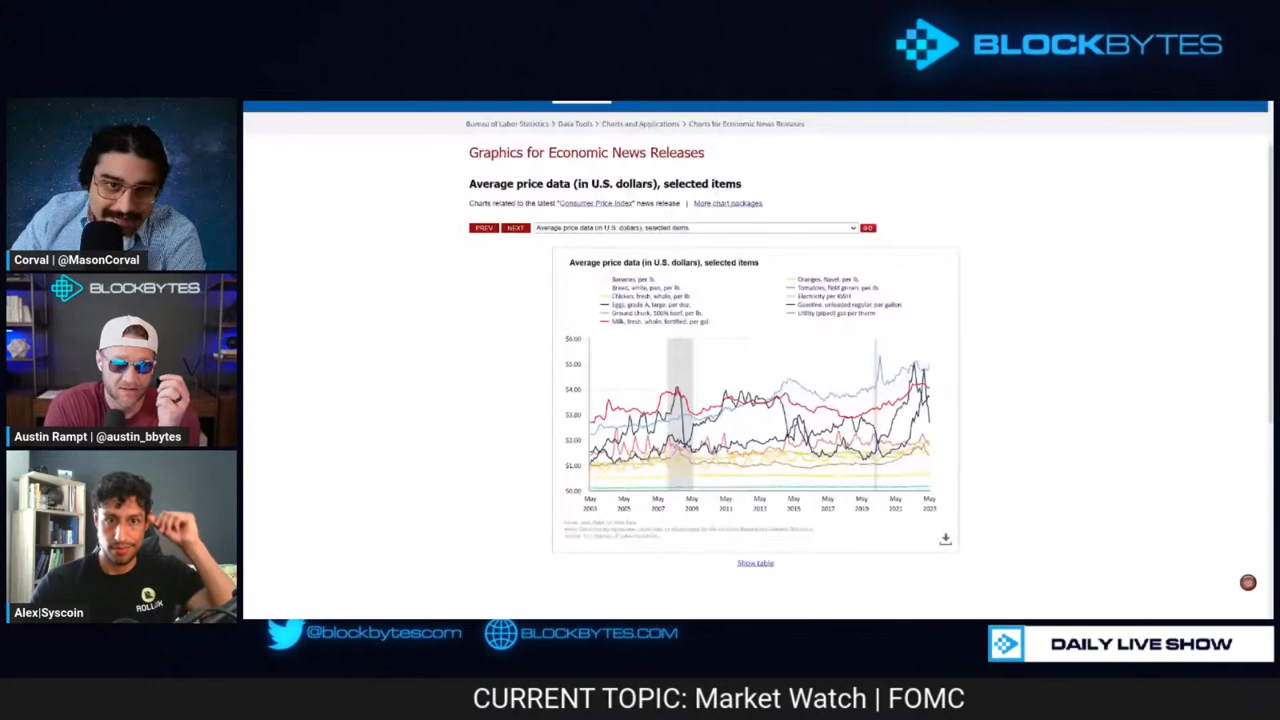 BLOCKBYTES
Bureau of Labor Statistics > Data Tools > Charts and Applications > Charts for Economic News Releases
Graphics for Economic News Releases
Average price data (in U.S. dollars), selected items
Charts related to the latest "Consumer Price Index" news release | More chart packages
PREV NEXT Average price data (in U.S. dollars), selected items GO
Average price data (in U.S. dollars), selected items
Bananas, per lb.
Bread, white, pan, per lb.
Chicken, fresh, whole, per lb.
Eggs, grade A, large, per doz.
Ground chuck, 100% beef, per lb.
Milk, fresh, whole, fortified, per gal.
Oranges, Navel, per lb.
Tomatoes, field grown, per lb.
Electricity per KWH
Gasoline, unleaded regular, per gallon
Utility (piped) gas per therm
$6.00
$5.00
$4.00
$3.00
$2.00
$1.00
$0.00
May May May May May May May May May May May
2003 2005 2007 2009 2011 2013 2015 2017 2019 2021 2023
Show table
Corval | @MasonCorval
BLOCKBYTES
Austin Rampt | @austin_bbytes
ROLLUX
Alex|Syscoin
@blockbytescom
BLOCKBYTES.COM
DAILY LIVE SHOW
CURRENT TOPIC: Market Watch | FOMC